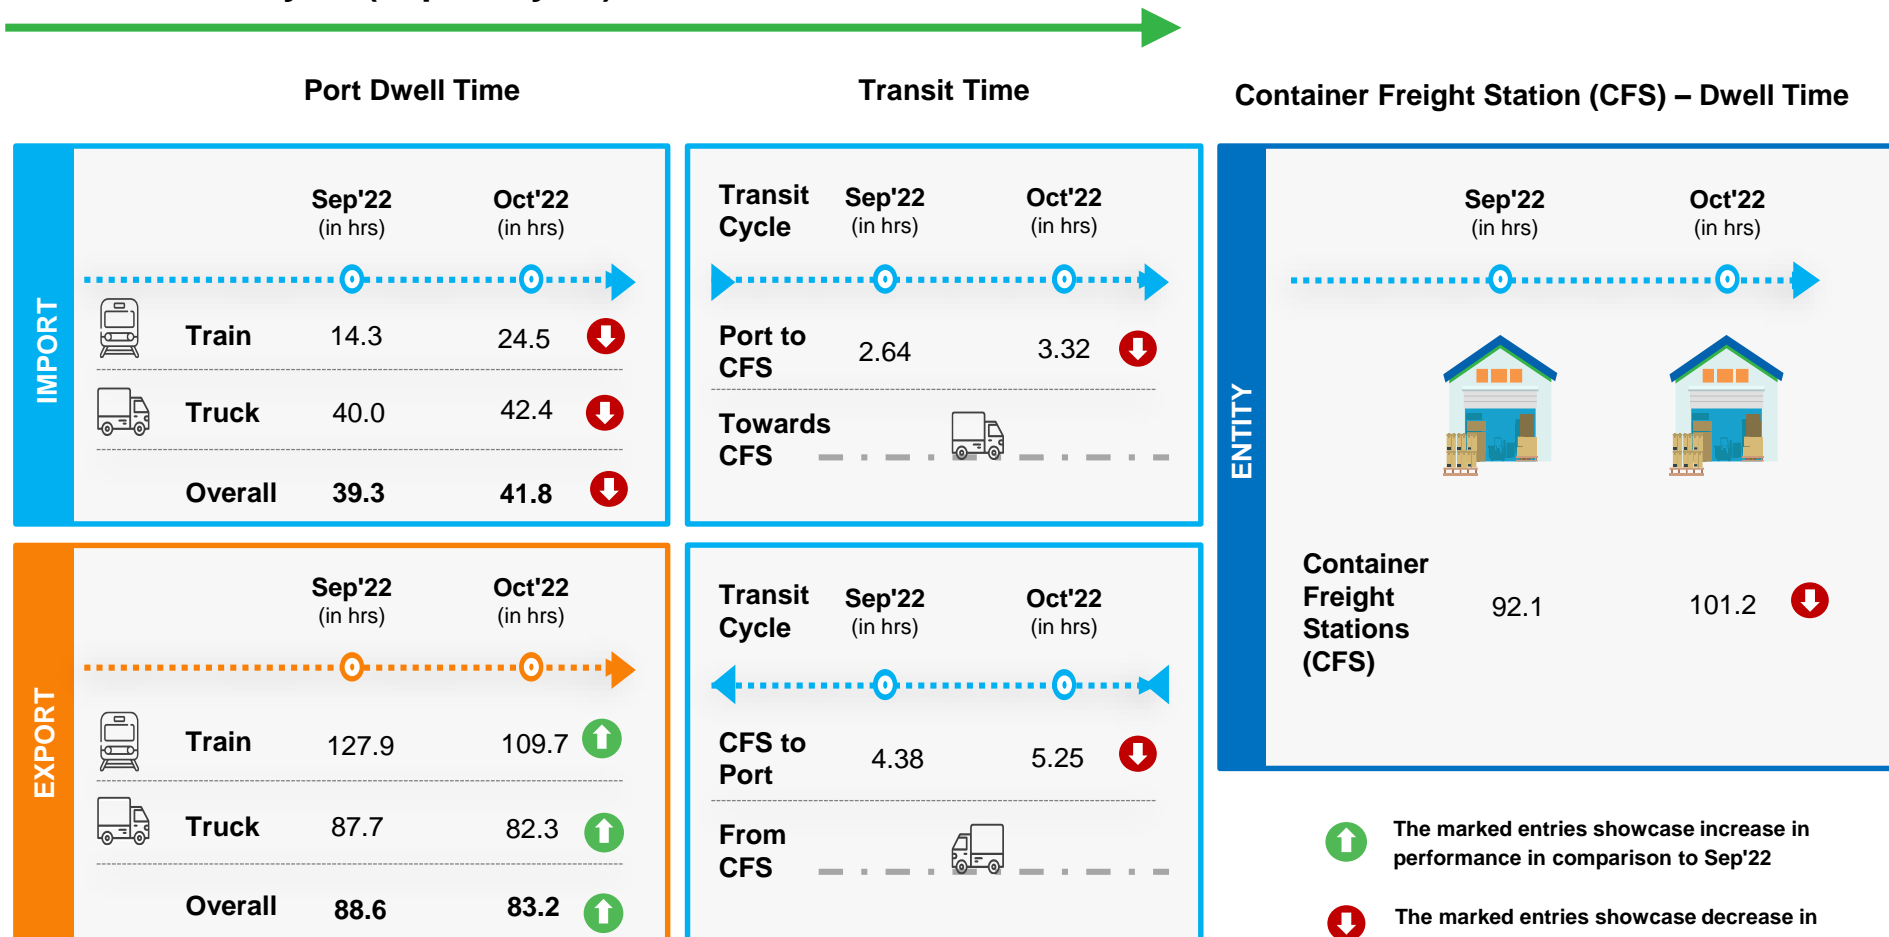 Port Dwell Time
Transit Time
Container Freight Station (CFS) – Dwell Time
IMPORT
Sep'22
(in hrs)
Oct'22
(in hrs)
Train 14.3 24.5
Truck 40.0 42.4
Overall 39.3 41.8
Transit
Cycle
Sep'22
(in hrs)
Oct'22
(in hrs)
Port to
CFS
2.64 3.32
Towards
CFS
ENTITY
Sep'22
(in hrs)
Oct'22
(in hrs)
Container
Freight
Stations
(CFS)
92.1 101.2
EXPORT
Sep'22
(in hrs)
Oct'22
(in hrs)
Train 127.9 109.7
Truck 87.7 82.3
Overall 88.6 83.2
Transit
Cycle
Sep'22
(in hrs)
Oct'22
(in hrs)
CFS to
Port
4.38 5.25
From
CFS
The marked entries showcase increase in
performance in comparison to Sep'22
The marked entries showcase decrease in